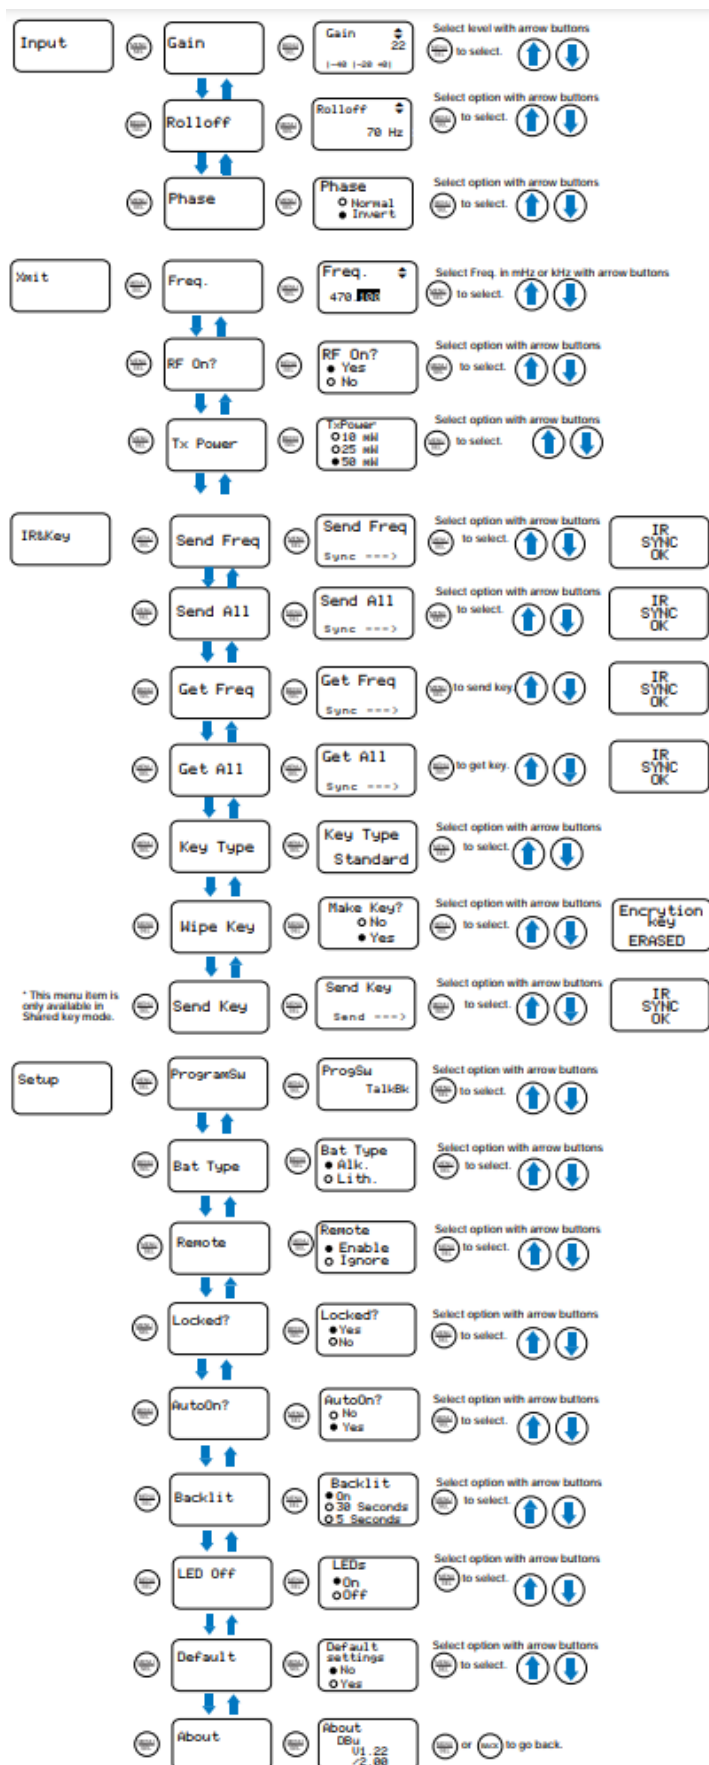 Input
Gain
Gain
22
|-40 |-20 +0|
Select level with arrow buttons
to select.
Rolloff
Rolloff
70 Hz
Select option with arrow buttons
to select.
Phase
Phase
Normal
Invert
Select option with arrow buttons
to select.
Xmit
Freq.
Freq.
470.100
Select Freq. in mHz or kHz with arrow buttons
to select.
RF On?
RF On?
Yes
No
Select option with arrow buttons
to select.
Tx Power
TxPower
10 mW
25 mW
50 mW
Select option with arrow buttons
to select.
IR&Key
Send Freq
Send Freq
Sync --->
Select option with arrow buttons
to select.
IR
SYNC
OK
Send All
Send All
Sync --->
Select option with arrow buttons
to select.
IR
SYNC
OK
Get Freq
Get Freq
Sync --->
to send key.
IR
SYNC
OK
Get All
Get All
Sync --->
to get key.
IR
SYNC
OK
Key Type
Key Type
Standard
Select option with arrow buttons
to select.
Wipe Key
Make Key?
No
Yes
Select option with arrow buttons
to select.
Encrytion
key
ERASED
* This menu item is
only available in
Shared key mode.
Send Key
Send Key
Send --->
Select option with arrow buttons
to select.
IR
SYNC
OK
Setup
ProgramSw
ProgSw
TalkBk
Select option with arrow buttons
to select.
Bat Type
Bat Type
Alk.
Lith.
Select option with arrow buttons
to select.
Remote
Remote
Enable
Ignore
Select option with arrow buttons
to select.
Locked?
Locked?
Yes
No
Select option with arrow buttons
to select.
AutoOn?
AutoOn?
No
Yes
Select option with arrow buttons
to select.
Backlit
Backlit
On
30 Seconds
5 Seconds
Select option with arrow buttons
to select.
LED Off
LEDs
On
Off
Select option with arrow buttons
to select.
Default
Default
settings
No
Yes
Select option with arrow buttons
to select.
About
About
DBu
V1.22
/2.00
or BACK to go back.